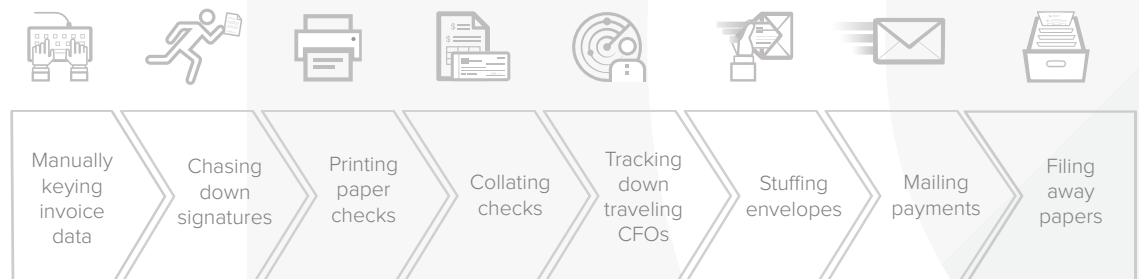 Manually
keying
invoice
data
Chasing
down
signatures
Printing
paper
checks
Collating
checks
Tracking
down
traveling
CFOs
Stuffing
envelopes
Mailing
payments
Filing
away
papers